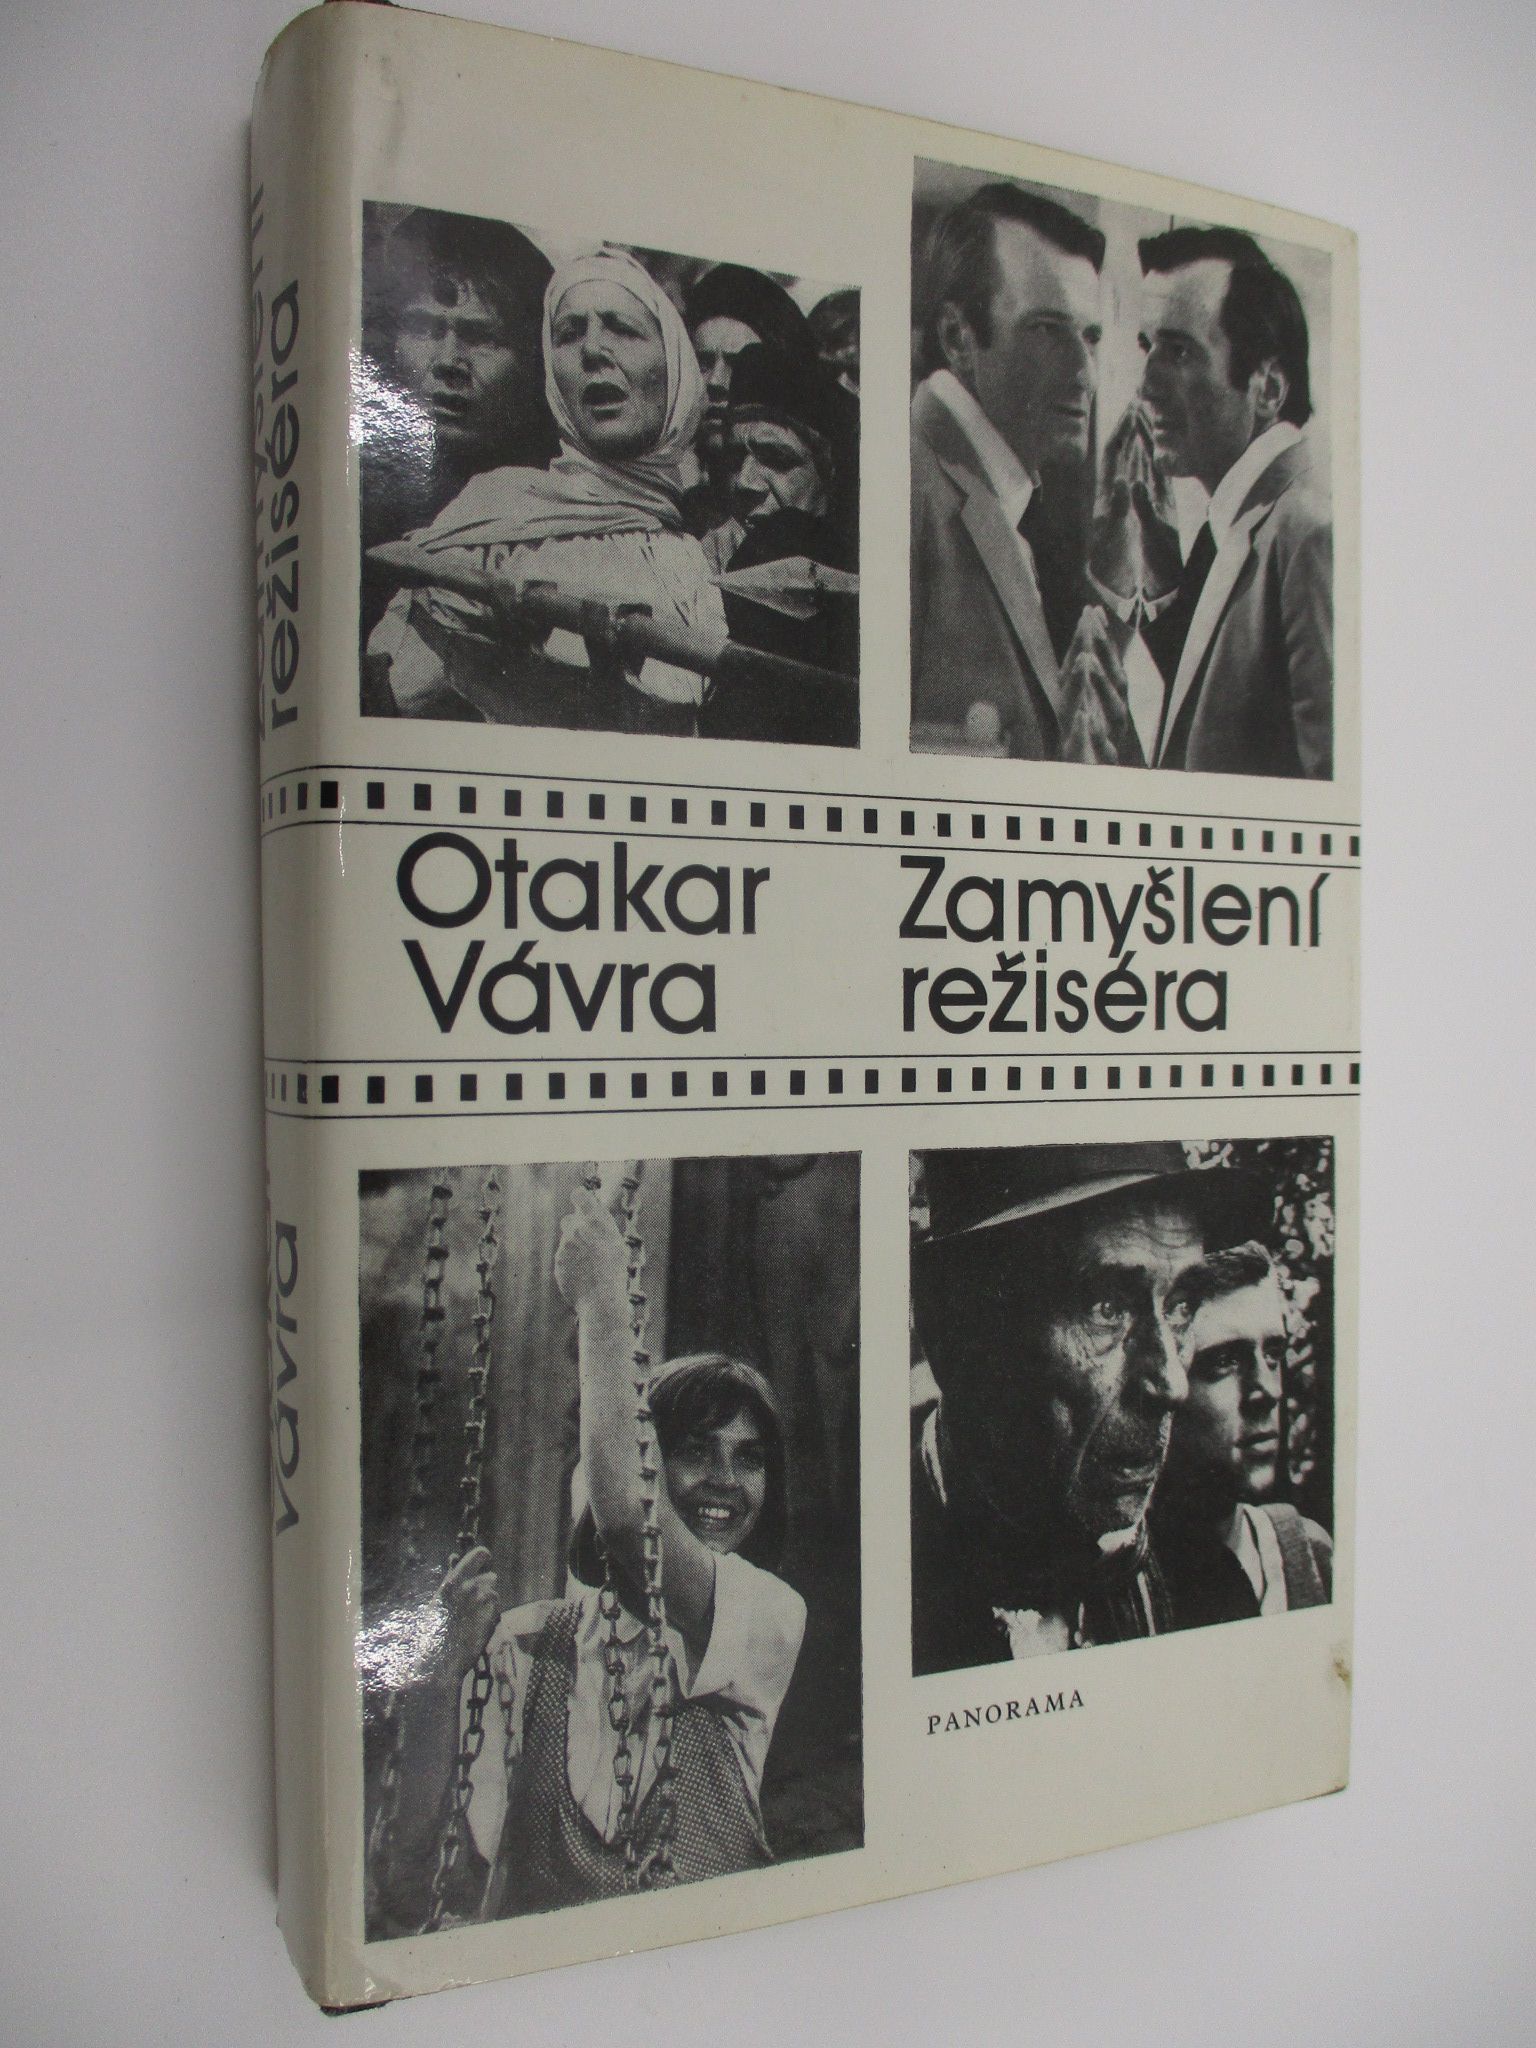 Zamyšlení
režiséra
Vávra
Otakar
Vávra
Zamyšlení
režiséra
PANORAMA